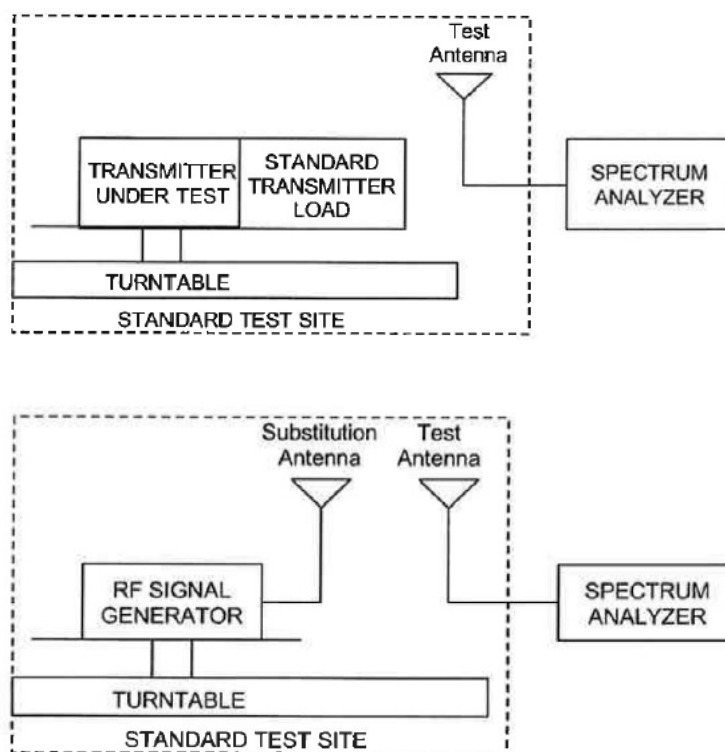 Test
Antenna
TRANSMITTER
UNDER TEST
STANDARD
TRANSMITTER
LOAD
SPECTRUM
ANALYZER
TURNTABLE
STANDARD TEST SITE
Substitution
Antenna
Test
Antenna
RF SIGNAL
GENERATOR
SPECTRUM
ANALYZER
TURNTABLE
STANDARD TEST SITE